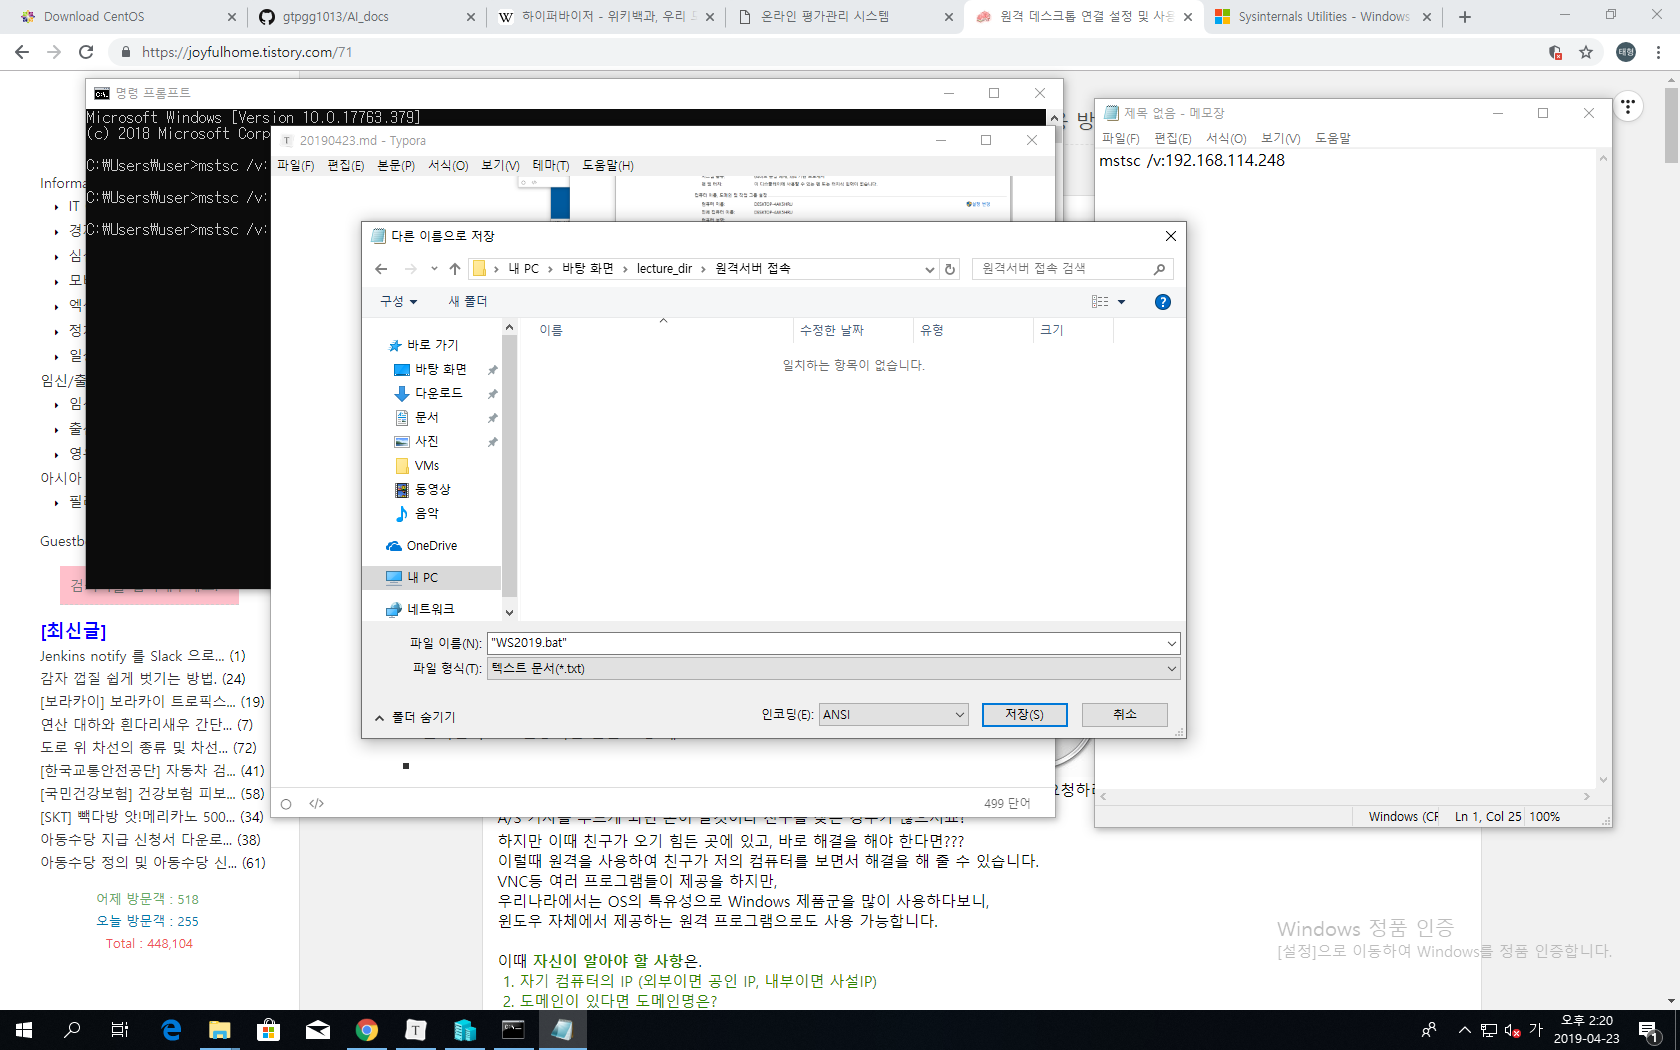 Download CentOS
gtpgg1013/AI_docs
하이퍼바이저 - 위키백과, 우리
온라인 평가관리 시스템
원격 데스크톱 연결 설정 및 사용
Sysinternals Utilities - Windows
https://joyfulhome.tistory.com/71
태형
명령 프롬프트
Microsoft Windows [Version 10.0.17763.379]
(c) 2018 Microsoft Corp
C:\Users\user>mstsc /v:
C:\Users\user>mstsc /v:
C:\Users\user>mstsc /v:
20190423.md - Typora
파일(F) 편집(E) 본문(P) 서식(O) 보기(V) 테마(T) 도움말(H)
컴퓨터 이름:
499 단어
제목 없음 - 메모장
파일(F) 편집(E) 서식(O) 보기(V) 도움말
mstsc /v:192.168.114.248
Windows (CF Ln 1, Col 25 100%
다른 이름으로 저장
내 PC > 바탕 화면 > lecture_dir > 원격서버 접속
원격서버 접속 검색
구성 새 폴더
이름 수정한 날짜 유형 크기
일치하는 항목이 없습니다.
바로 가기
바탕 화면
다운로드
문서
사진
VMs
동영상
음악
OneDrive
내 PC
네트워크
파일 이름(N): "WS2019.bat"
파일 형식(T): 텍스트 문서(*.txt)
폴더 숨기기
인코딩(E): ANSI 저장(S) 취소
Informa
IT
임신/출
아시아
Guestb
[최신글]
Jenkins notify 를 Slack 으로... (1)
감자 껍질 쉽게 벗기는 방법. (24)
[보라카이] 보라카이 트로픽스... (19)
연산 대하와 흰다리새우 간단... (7)
도로 위 차선의 종류 및 차선... (72)
[한국교통안전공단] 자동차 검... (41)
[국민건강보험] 건강보험 피보... (58)
[SKT] 빽다방 앗!메리카노 500... (34)
아동수당 지급 신청서 다운로... (38)
아동수당 정의 및 아동수당 신... (61)
어제 방문객 : 518
오늘 방문객 : 255
Total : 448,104
하지만 이때 친구가 오기 힘든 곳에 있고, 바로 해결을 해야 한다면???
이럴때 원격을 사용하여 친구가 저의 컴퓨터를 보면서 해결을 해 줄 수 있습니다.
VNC등 여러 프로그램들이 제공을 하지만,
우리나라에서는 OS의 특유성으로 Windows 제품군을 많이 사용하다보니,
윈도우 자체에서 제공하는 원격 프로그램으로도 사용 가능합니다.
이때 자신이 알아야 할 사항은.
1. 자기 컴퓨터의 IP (외부이면 공인 IP, 내부이면 사설IP)
2. 도메인이 있다면 도메인명은?
Windows 정품 인증
[설정]으로 이동하여 Windows를 정품 인증합니다.
가
오후 2:20
2019-04-23
1